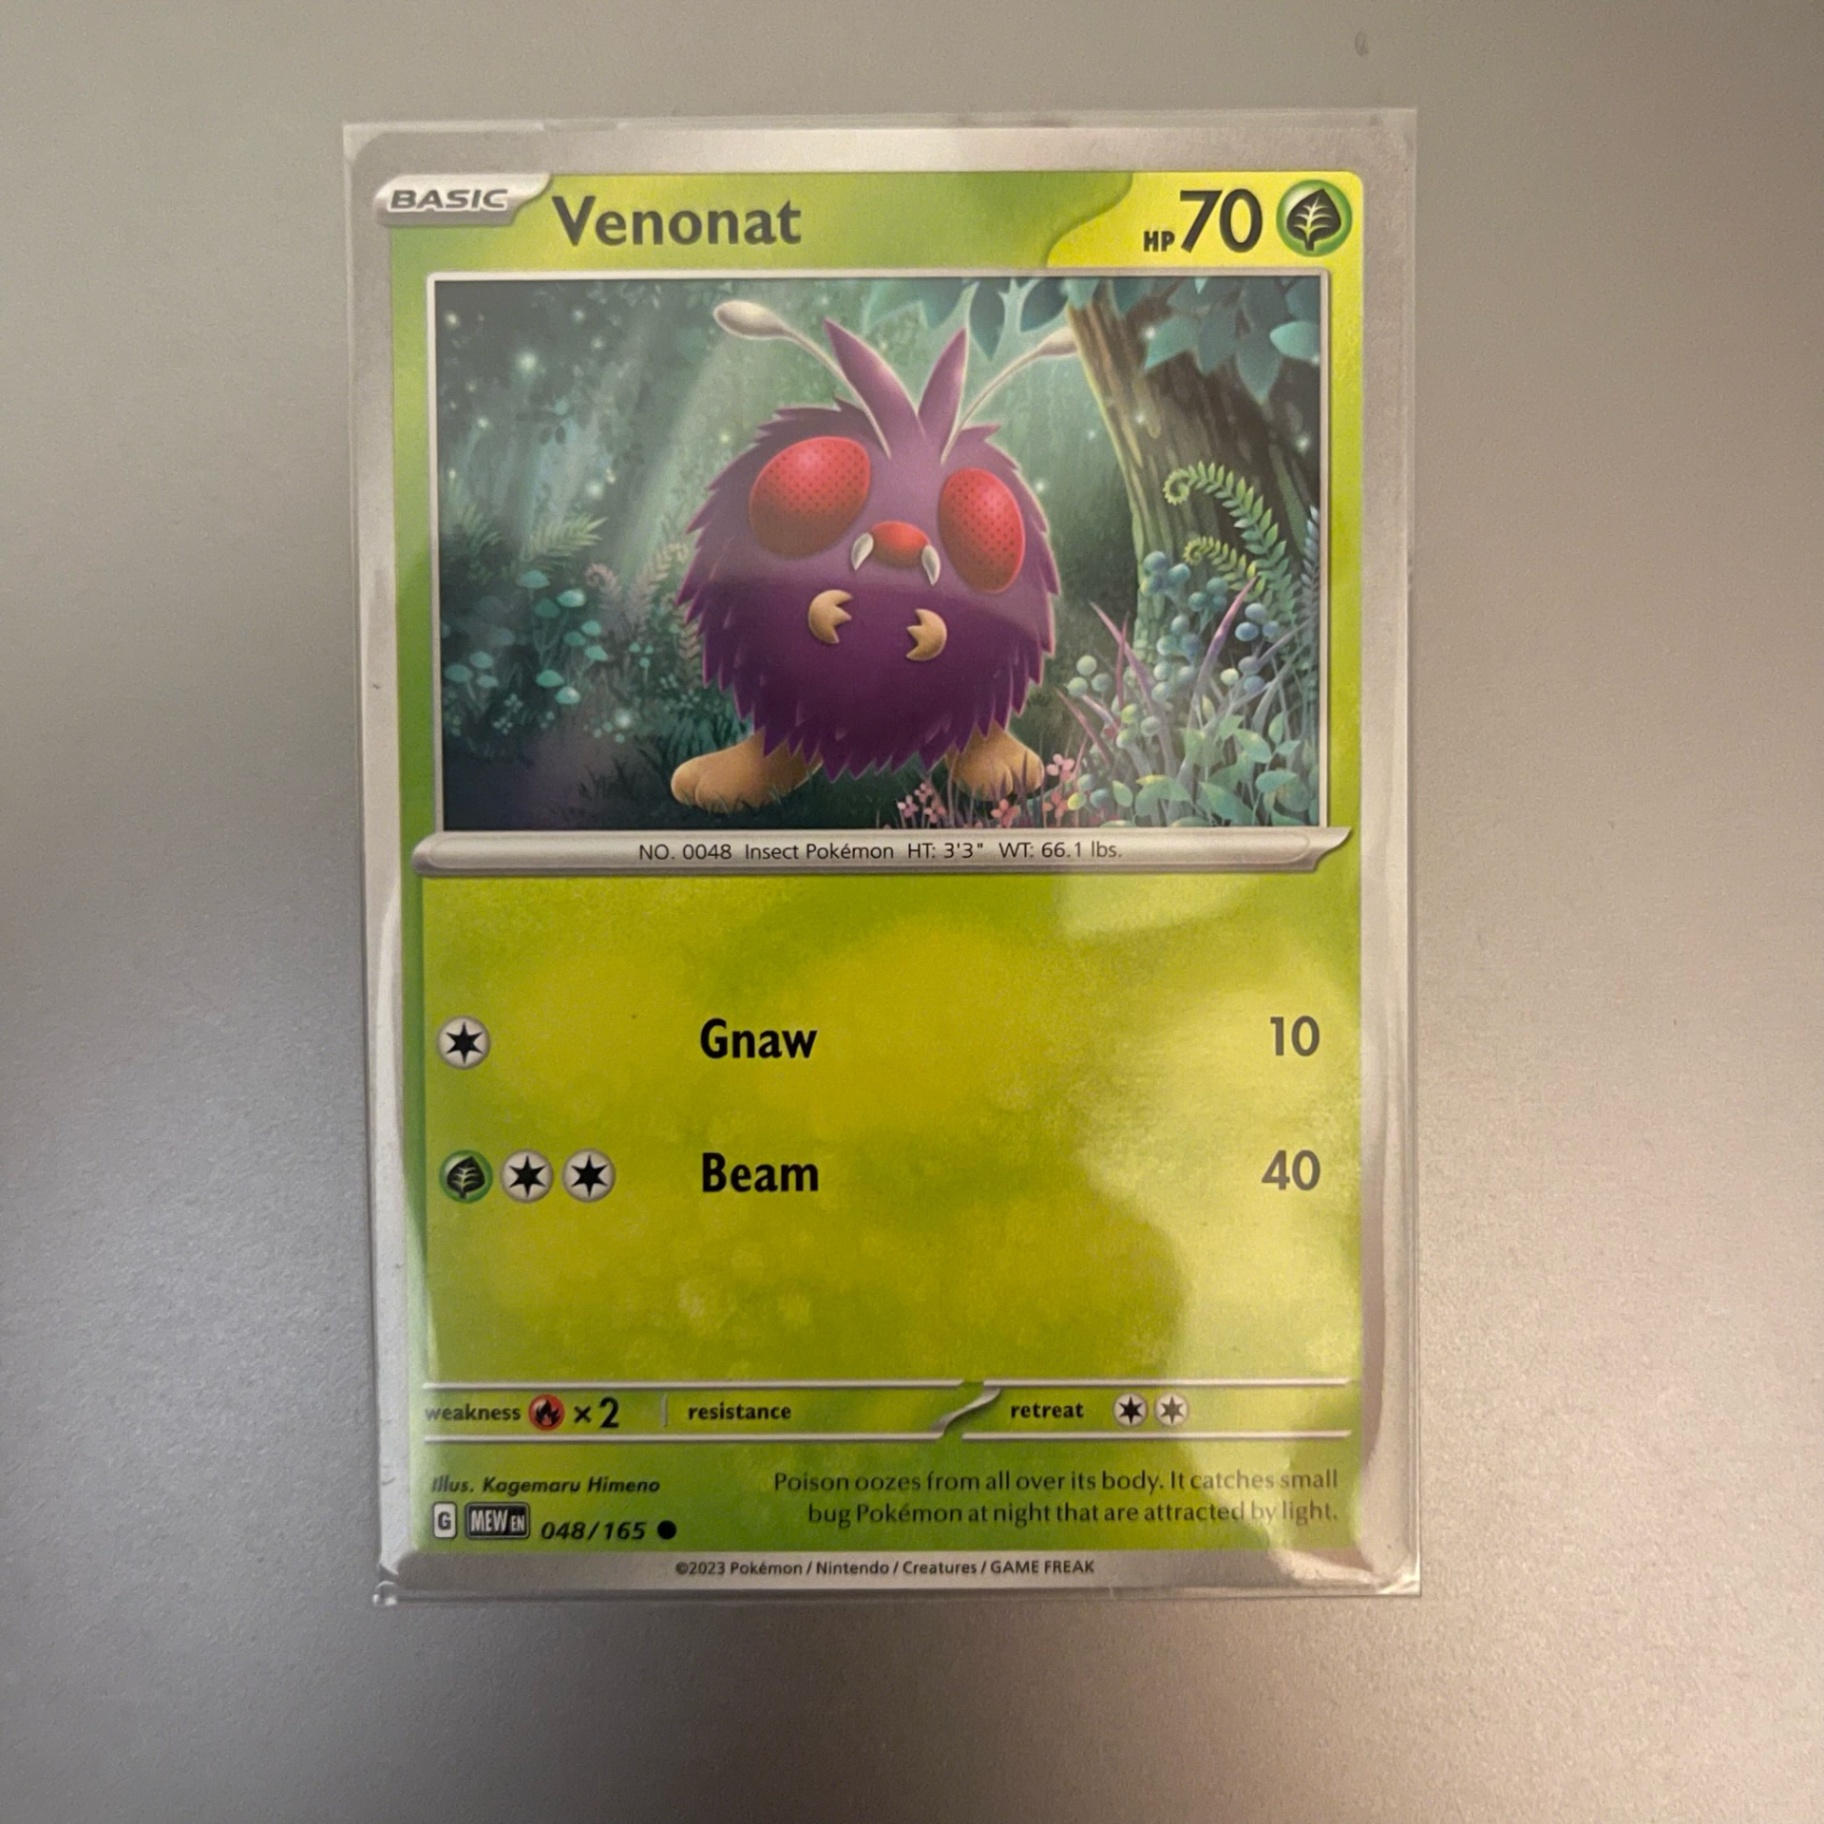 BASIC
Venonat
HP 70
NO. 0048 Insect Pokémon HT: 3'3" WT: 66.1 lbs.
Gnaw 10
Beam 40
weakness ×2 resistance retreat
Illus. Kagemaru Himeno
Poison oozes from all over its body. It catches small
bug Pokémon at night that are attracted by light.
G MEW EN 048/165
©2023 Pokémon / Nintendo / Creatures / GAME FREAK